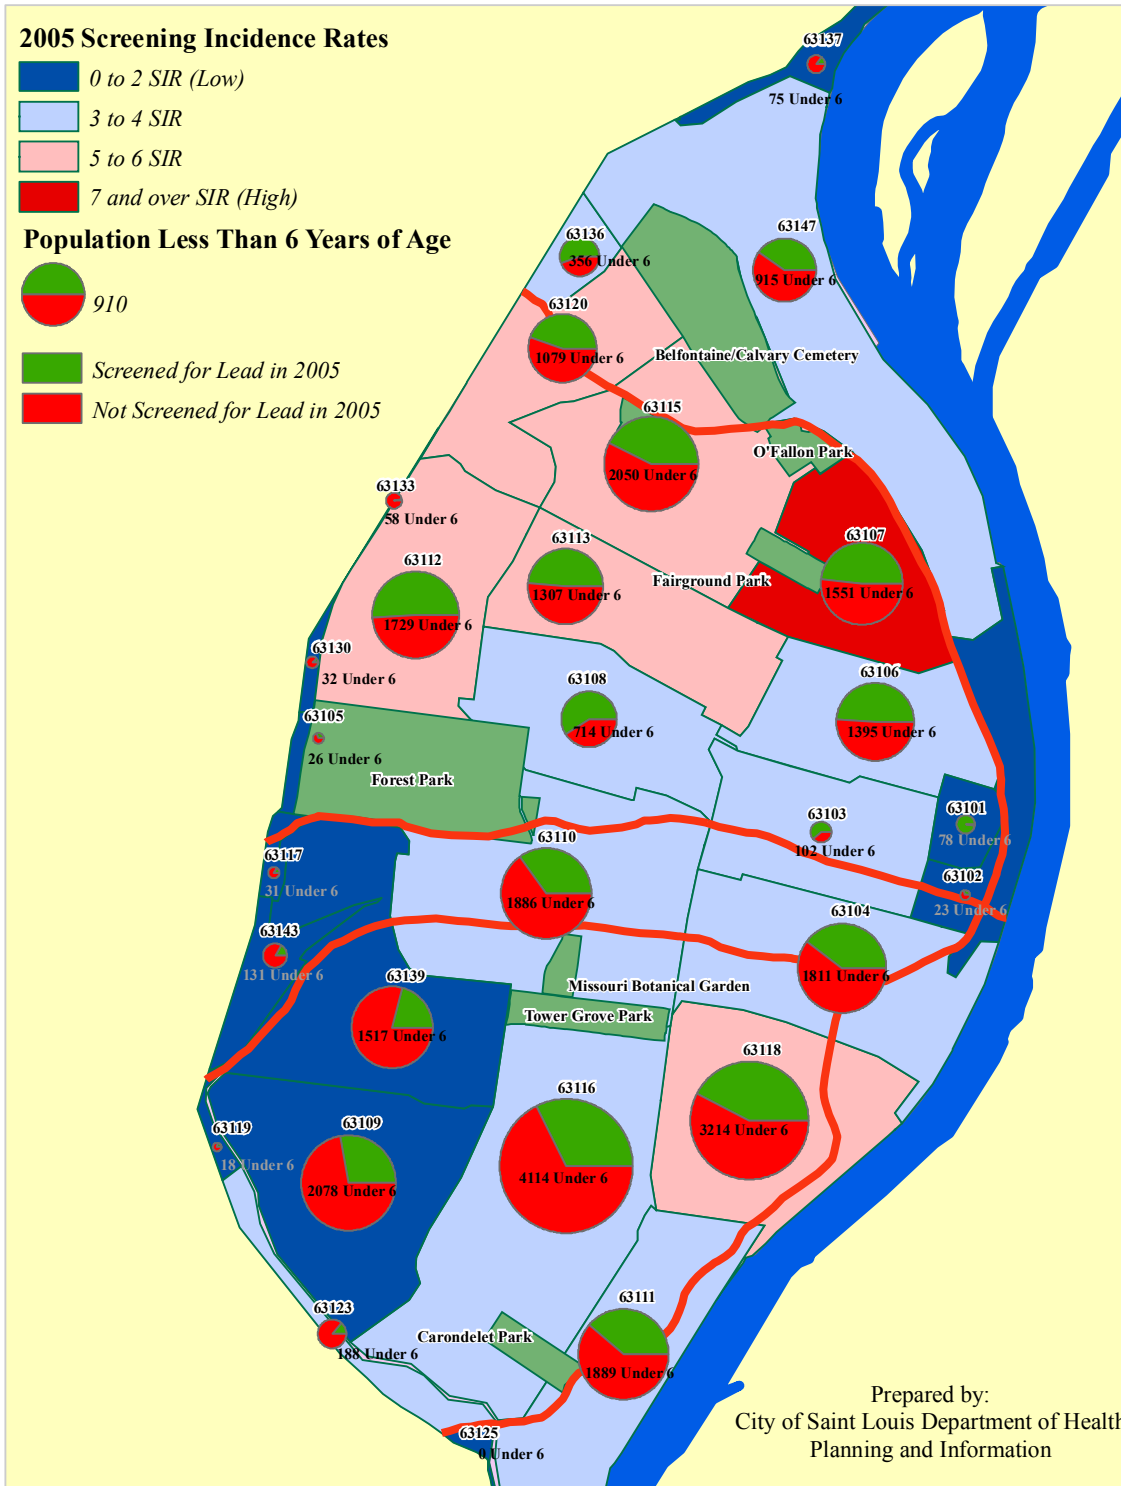 2005 Screening Incidence Rates
0 to 2 SIR (Low)
3 to 4 SIR
5 to 6 SIR
7 and over SIR (High)
Population Less Than 6 Years of Age
910
Screened for Lead in 2005
Not Screened for Lead in 2005
63137
75 Under 6
63136
356 Under 6
63147
915 Under 6
63120
1079 Under 6
Belfontaine/Calvary Cemetery
63115
2050 Under 6
O'Fallon Park
63133
58 Under 6
63113
1307 Under 6
63107
1551 Under 6
63112
1729 Under 6
Fairground Park
63130
32 Under 6
63108
714 Under 6
63106
1395 Under 6
63105
26 Under 6
Forest Park
63103
102 Under 6
63101
78 Under 6
63117
31 Under 6
63110
1886 Under 6
63102
23 Under 6
63104
1811 Under 6
63143
131 Under 6
63139
1517 Under 6
Missouri Botanical Garden
Tower Grove Park
63118
3214 Under 6
63116
4114 Under 6
63119
18 Under 6
63109
2078 Under 6
63123
188 Under 6
Carondelet Park
63111
1889 Under 6
63125
0 Under 6
Prepared by:
City of Saint Louis Department of Health
Planning and Information